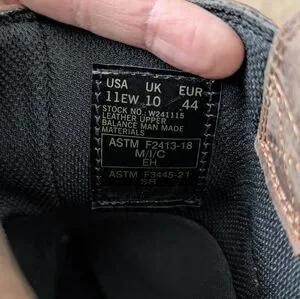 USA UK EUR
11EW 10 44
STOCK NO.: W241115
LEATHER UPPER
BALANCE MAN MADE
MATERIALS
ASTM F2413-18
M/I/C
EH
ASTM F3445-21
SR